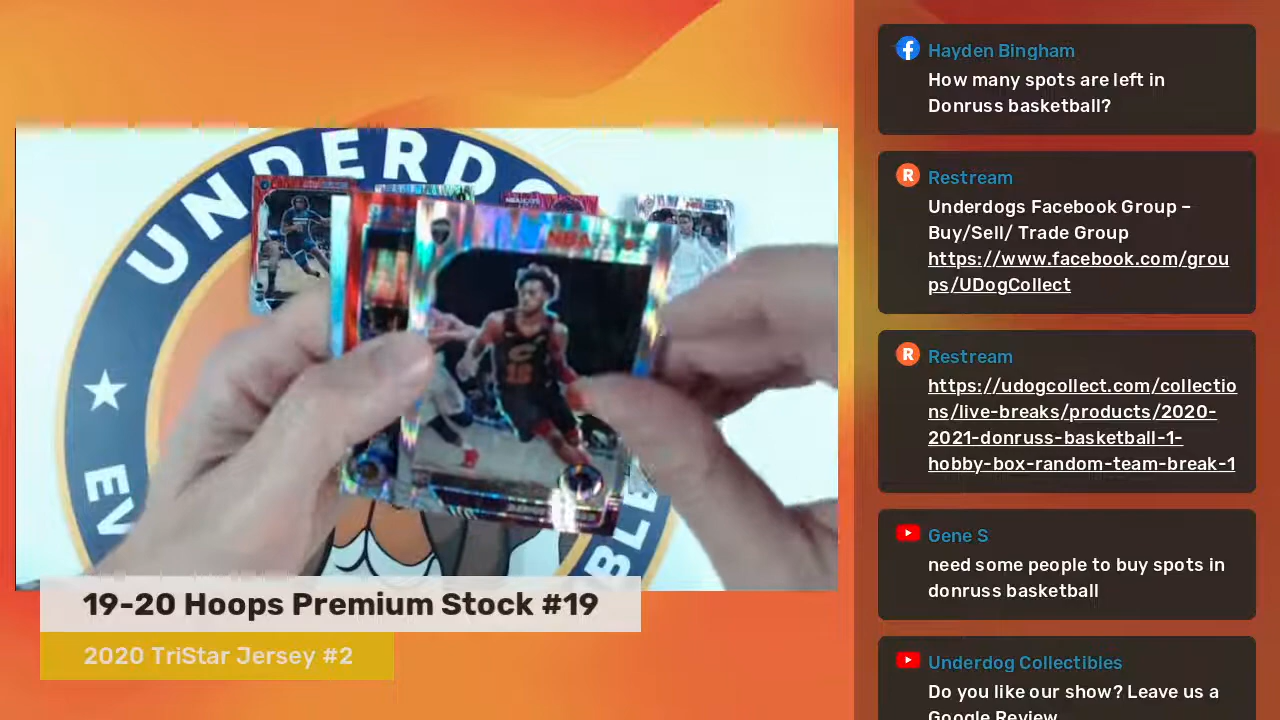 UNDERDO
EV
BLE
NBA
19-20 Hoops Premium Stock #19
2020 TriStar Jersey #2
Hayden Bingham
How many spots are left in
Donruss basketball?
Restream
Underdogs Facebook Group –
Buy/Sell/ Trade Group
https://www.facebook.com/grou
ps/UDogCollect
Restream
https://udogcollect.com/collectio
ns/live-breaks/products/2020-
2021-donruss-basketball-1-
hobby-box-random-team-break-1
Gene S
need some people to buy spots in
donruss basketball
Underdog Collectibles
Do you like our show? Leave us a
Google Review